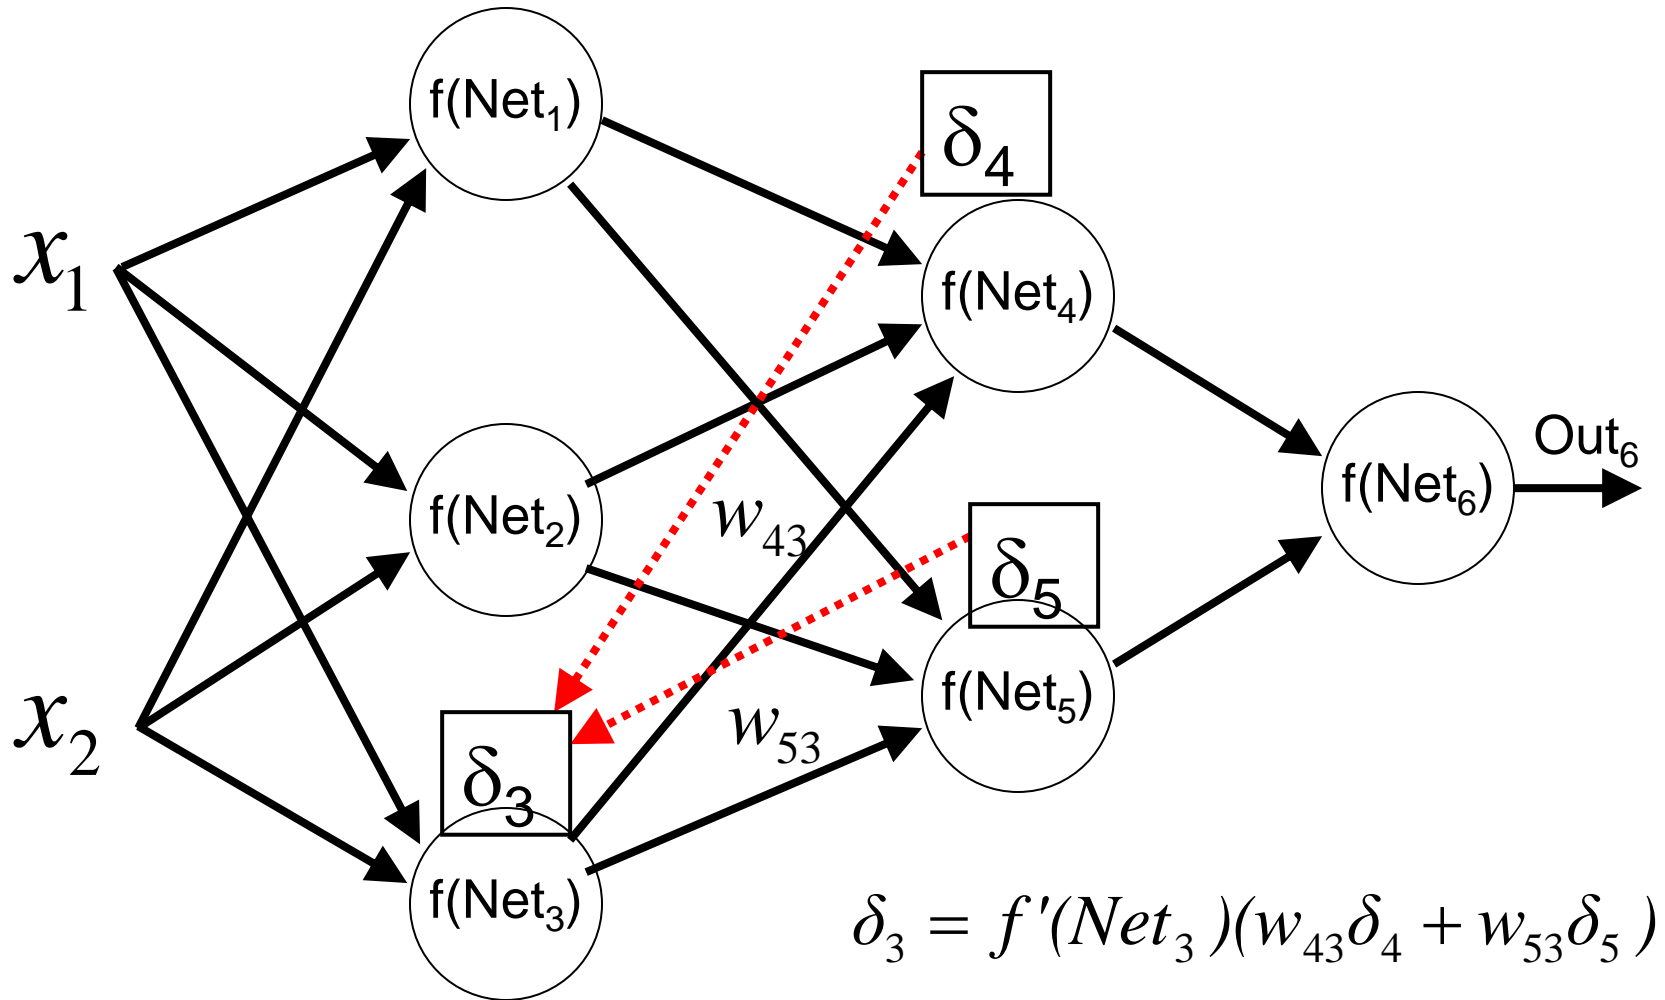 f(Net₁)
δ₄
x₁
f(Net₄)
Out₆
f(Net₆)
f(Net₂)
w₄₃
δ₅
x₂
f(Net₅)
w₅₃
δ₃
f(Net₃)
δ₃ = f'(Net₃)(w₄₃δ₄ + w₅₃δ₅)